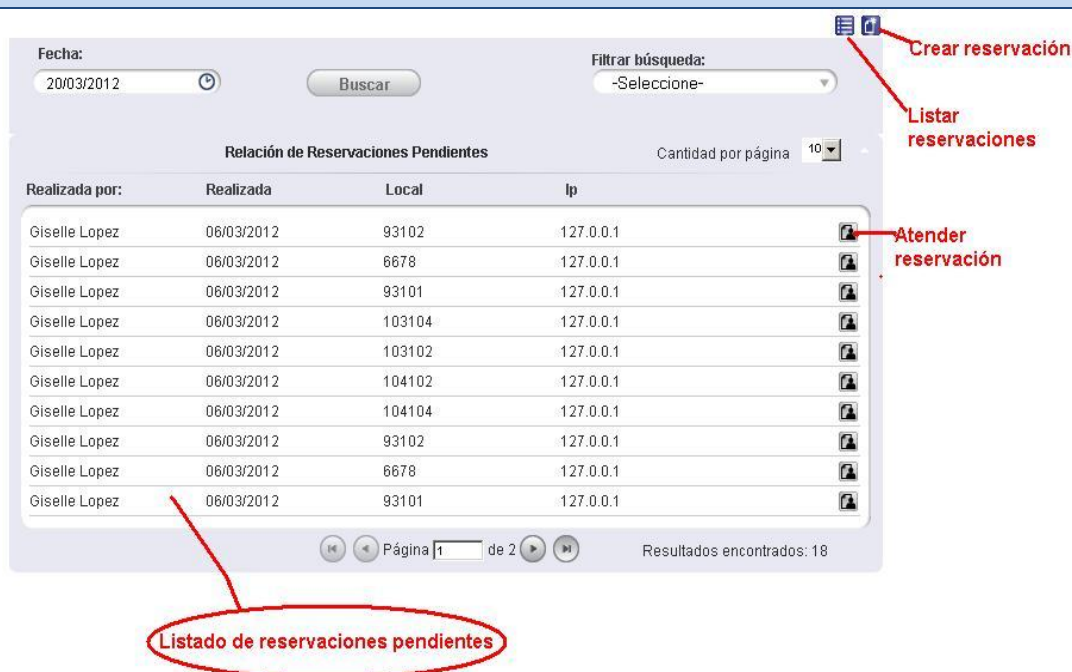 Crear reservación
Fecha:
Filtrar búsqueda:
20/03/2012
Buscar
-Seleccione-
Listar
reservaciones
Relación de Reservaciones Pendientes
Cantidad por página 10
Realizada por: Realizada Local Ip
Giselle Lopez 06/03/2012 93102 127.0.0.1
Atender
reservación
Giselle Lopez 06/03/2012 6678 127.0.0.1
Giselle Lopez 06/03/2012 93101 127.0.0.1
Giselle Lopez 06/03/2012 103104 127.0.0.1
Giselle Lopez 06/03/2012 103102 127.0.0.1
Giselle Lopez 06/03/2012 104102 127.0.0.1
Giselle Lopez 06/03/2012 104104 127.0.0.1
Giselle Lopez 06/03/2012 93102 127.0.0.1
Giselle Lopez 06/03/2012 6678 127.0.0.1
Giselle Lopez 06/03/2012 93101 127.0.0.1
Página 1 de 2
Resultados encontrados: 18
Listado de reservaciones pendientes